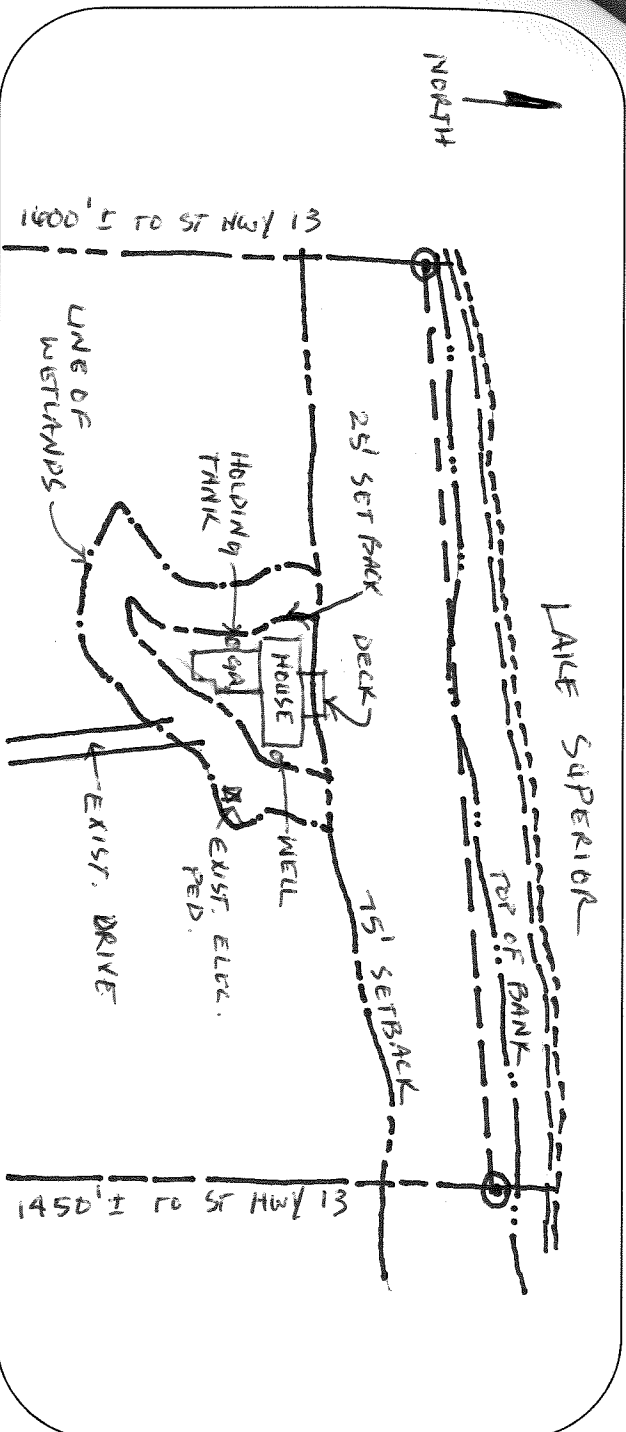 NORTH
LAKE SUPERIOR
1400'± TO ST HWY 13
TOP OF BANK
25' SET BACK
DECK
75' SETBACK
HOLDING
TANK
GA
HOUSE
WELL
LINE OF
WETLANDS
EXIST. ELEC.
PED.
EXIST. DRIVE
1450'± TO ST HWY 13